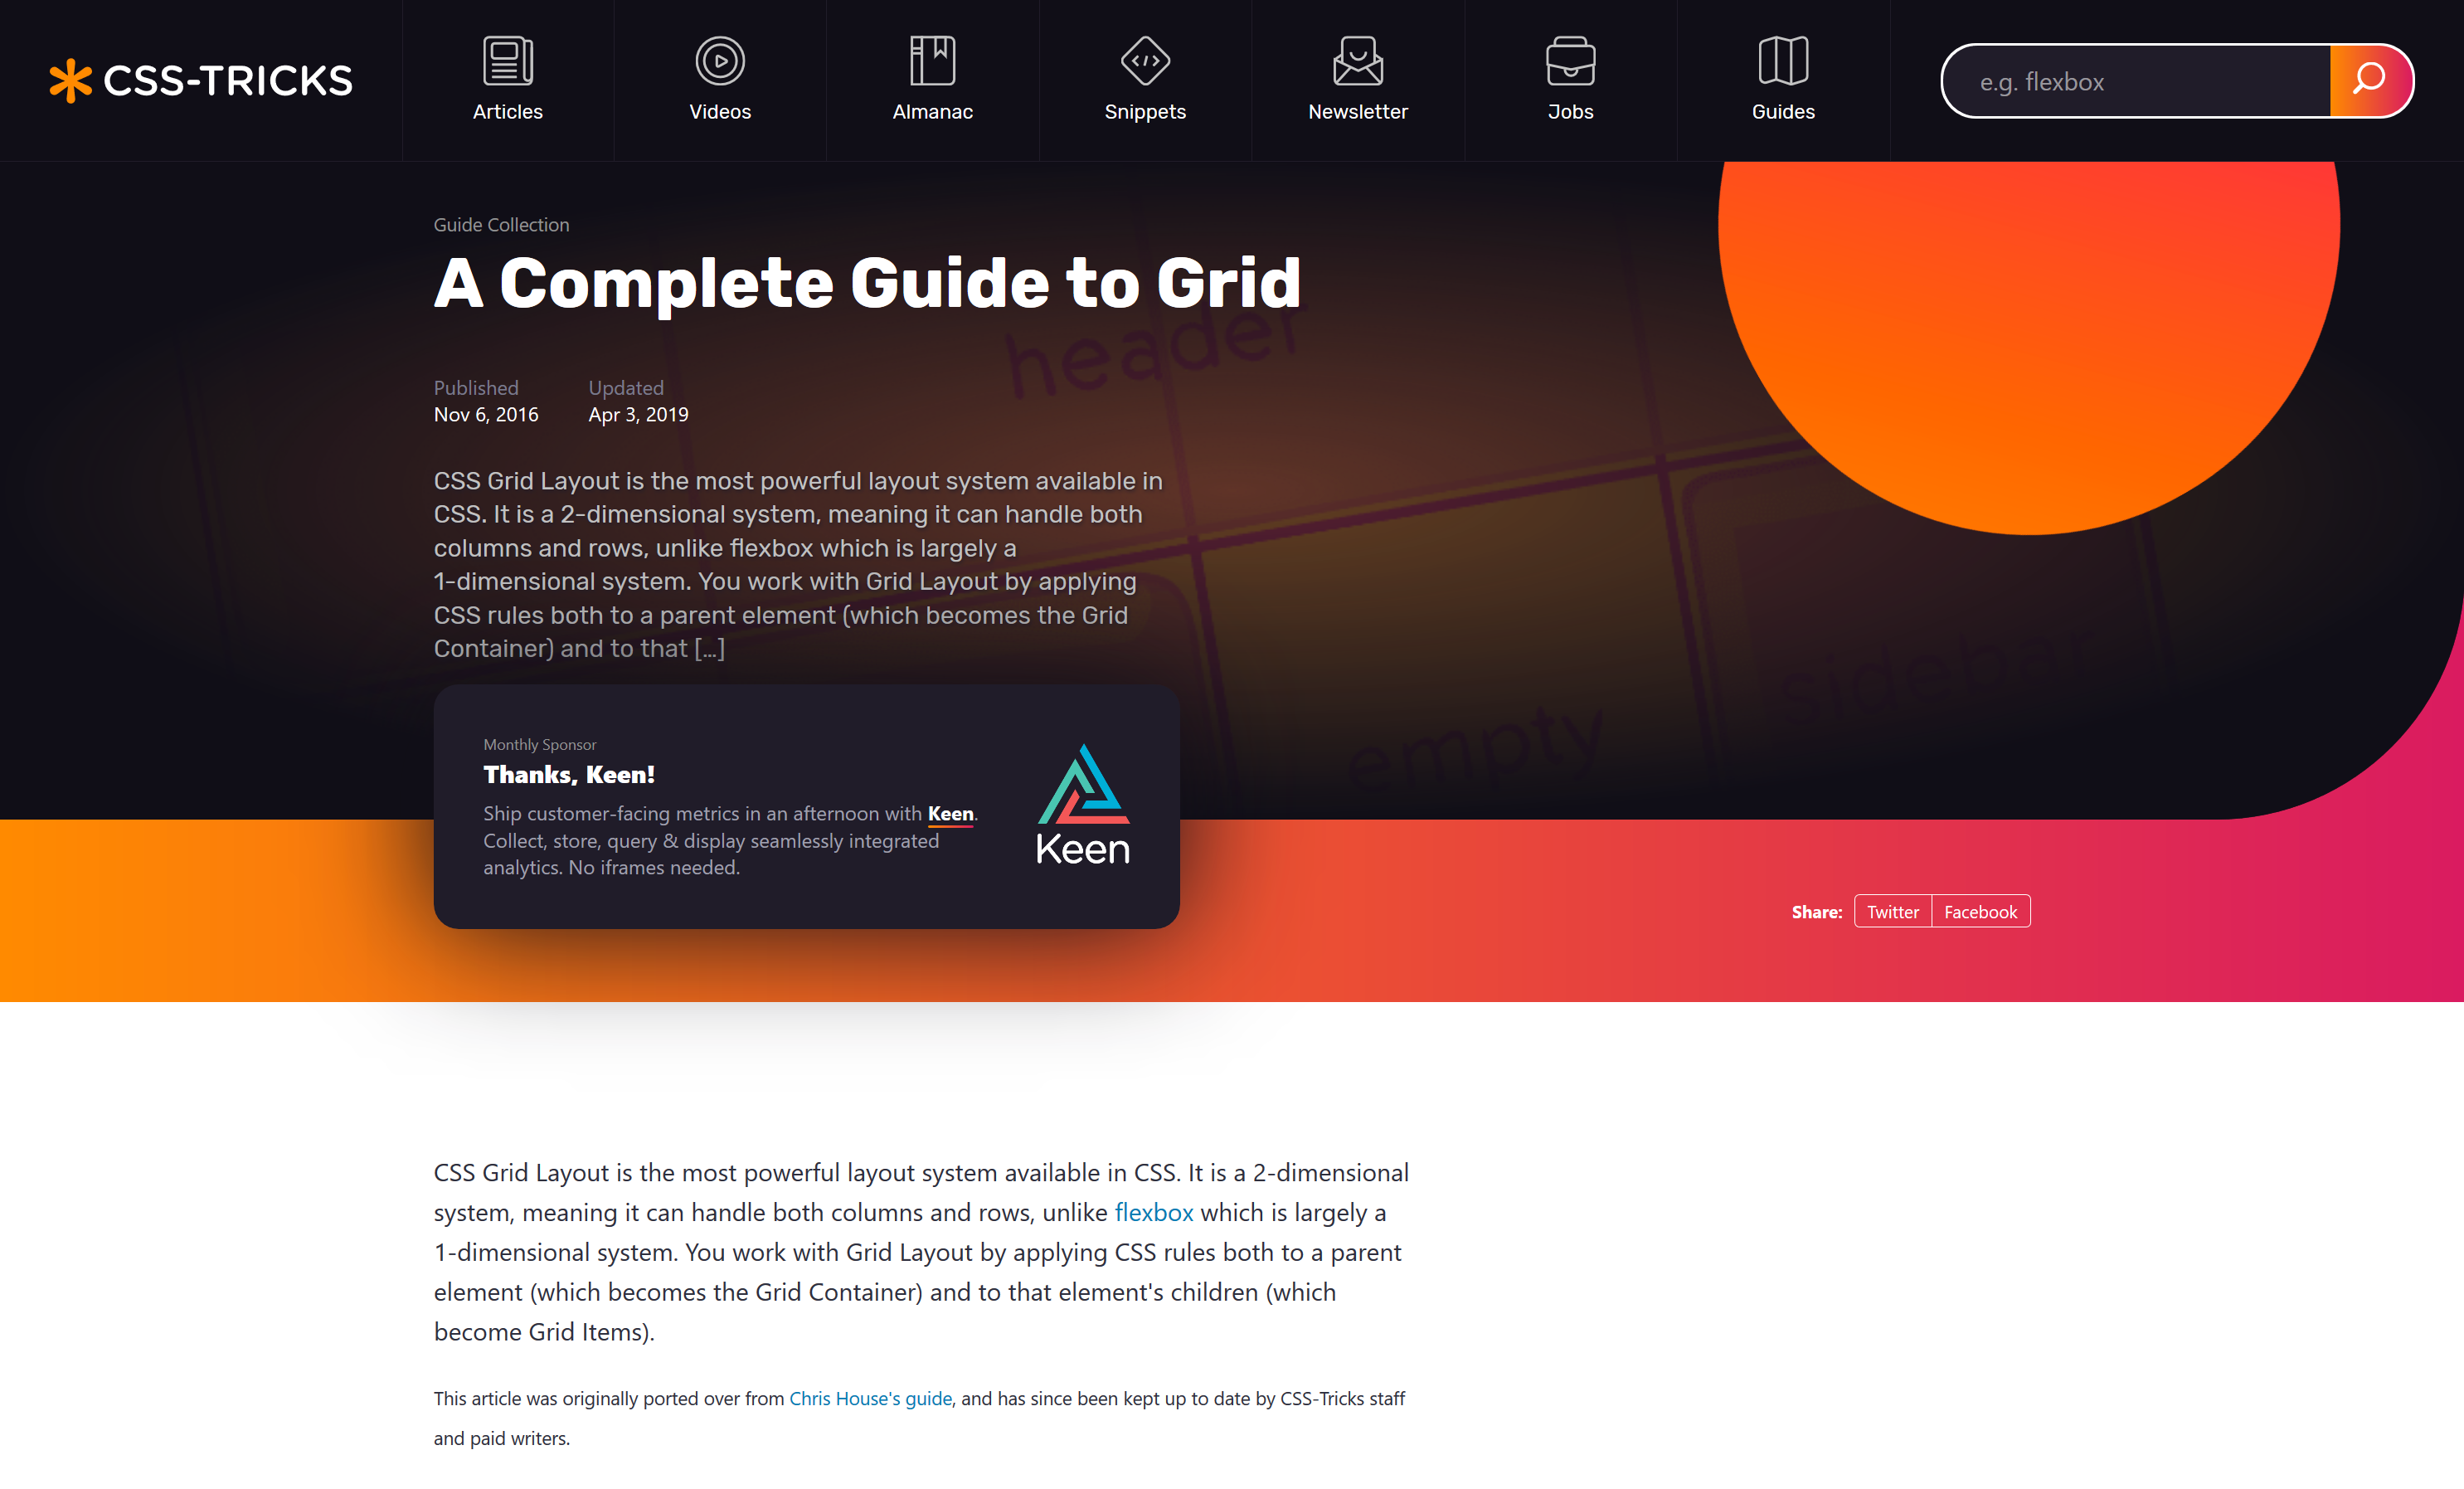 CSS-TRICKS
Articles
Videos
Almanac
Snippets
Newsletter
Jobs
Guides
e.g. flexbox
Guide Collection
A Complete Guide to Grid
header
Published
Updated
Nov 6, 2016
Apr 3, 2019
CSS Grid Layout is the most powerful layout system available in
CSS. It is a 2-dimensional system, meaning it can handle both
columns and rows, unlike flexbox which is largely a
1-dimensional system. You work with Grid Layout by applying
CSS rules both to a parent element (which becomes the Grid
Container) and to that [...]
sidebar
empty
Monthly Sponsor
Thanks, Keen!
Ship customer-facing metrics in an afternoon with Keen.
Collect, store, query & display seamlessly integrated
analytics. No iframes needed.
Keen
Share: Twitter Facebook
CSS Grid Layout is the most powerful layout system available in CSS. It is a 2-dimensional
system, meaning it can handle both columns and rows, unlike flexbox which is largely a
1-dimensional system. You work with Grid Layout by applying CSS rules both to a parent
element (which becomes the Grid Container) and to that element's children (which
become Grid Items).
This article was originally ported over from Chris House's guide, and has since been kept up to date by CSS-Tricks staff
and paid writers.